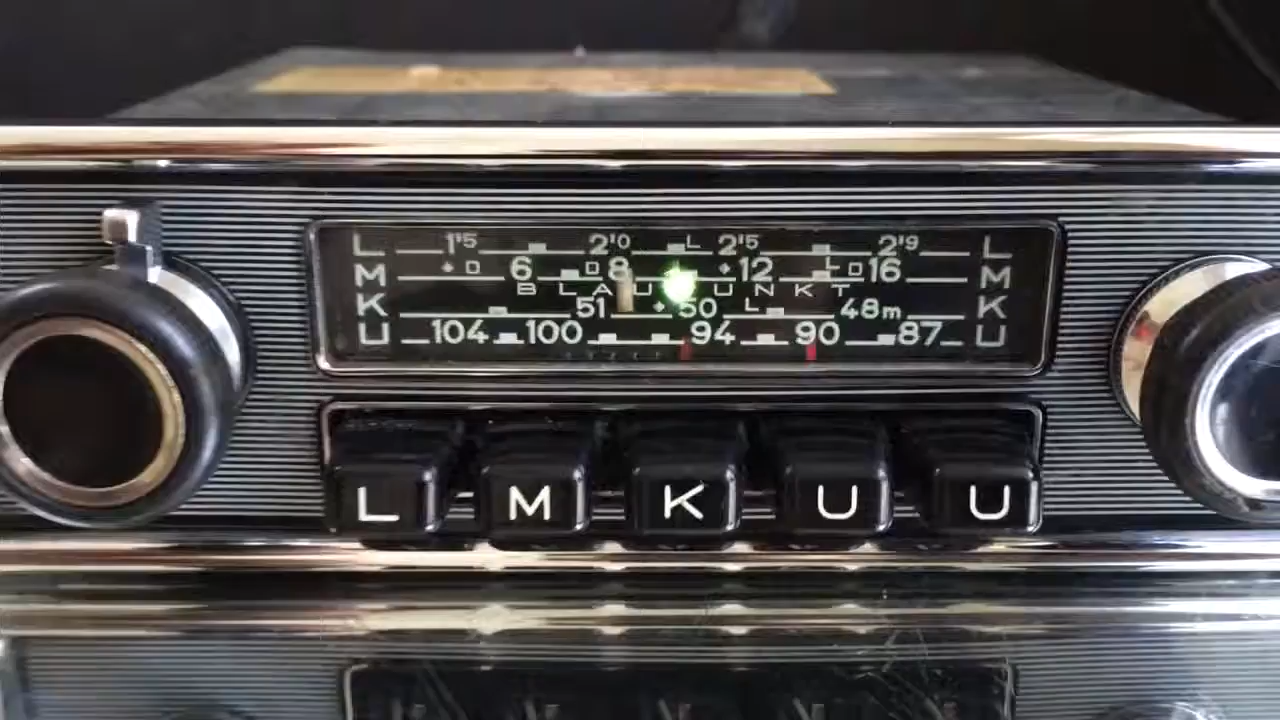 L 1'5 2'0 L 2'5 2'9 L
M D 6 D 8 12 L D 16 M
BLAUPUNKT
K 51 50 L 48m K
U 104 100 94 90 87 U
L M K U U